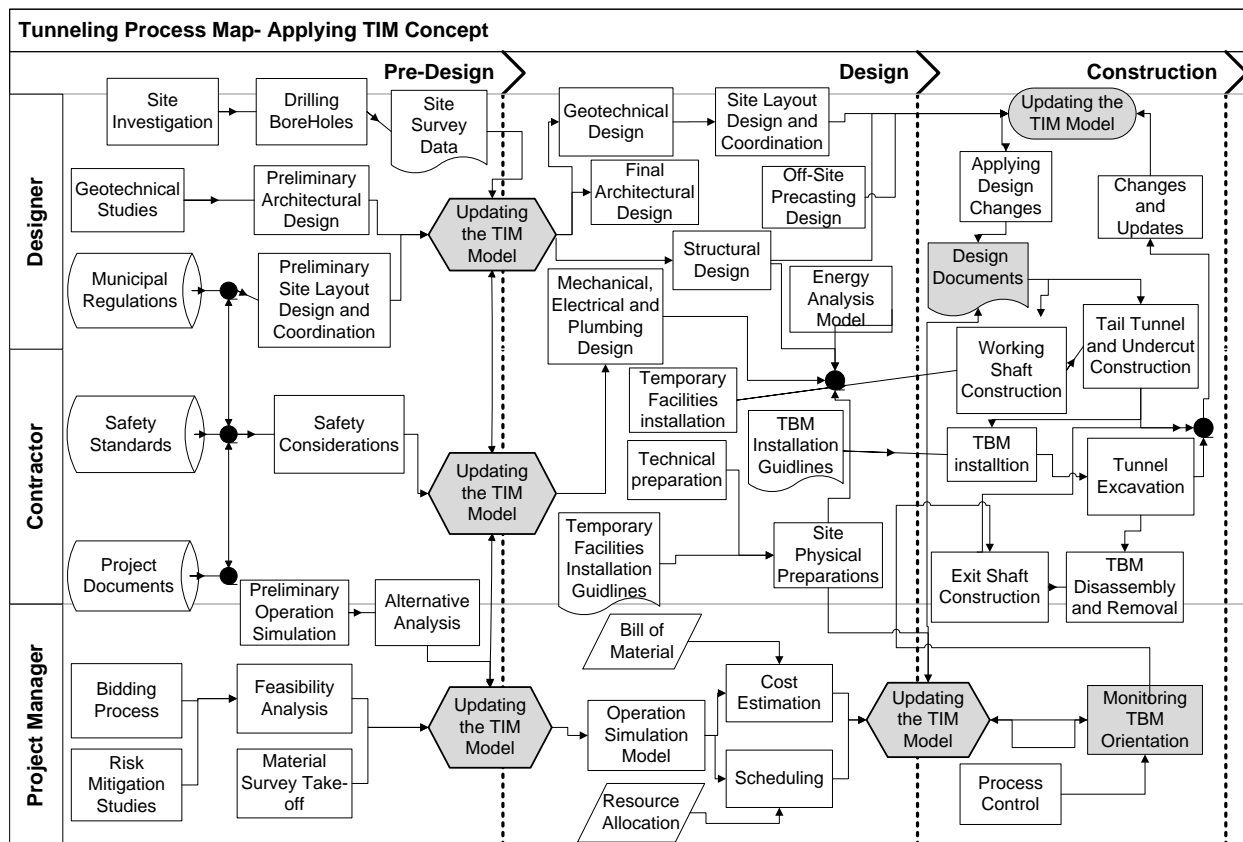 Tunneling Process Map- Applying TIM Concept
Pre-Design
Design
Construction
Designer
Site
Investigation
Drilling
BoreHoles
Site
Survey
Data
Geotechnical
Studies
Preliminary
Architectural
Design
Updating
the TIM
Model
Municipal
Regulations
Preliminary
Site Layout
Design and
Coordination
Geotechnical
Design
Site Layout
Design and
Coordination
Final
Architectural
Design
Off-Site
Precasting
Design
Structural
Design
Mechanical,
Electrical and
Plumbing
Design
Energy
Analysis
Model
Updating the
TIM Model
Applying
Design
Changes
Changes
and
Updates
Design
Documents
Tail Tunnel
and Undercut
Construction
Contractor
Safety
Standards
Safety
Considerations
Updating
the TIM
Model
Project
Documents
Temporary
Facilities
installation
TBM
Installation
Guidlines
Technical
preparation
Temporary
Facilities
Installation
Guidlines
Site
Physical
Preparations
Working
Shaft
Construction
TBM
installtion
Tunnel
Excavation
Exit Shaft
Construction
TBM
Disassembly
and Removal
Project Manager
Preliminary
Operation
Simulation
Alternative
Analysis
Bidding
Process
Feasibility
Analysis
Risk
Mitigation
Studies
Material
Survey Take-
off
Updating
the TIM
Model
Bill of
Material
Operation
Simulation
Model
Cost
Estimation
Scheduling
Resource
Allocation
Updating
the TIM
Model
Monitoring
TBM
Orientation
Process
Control